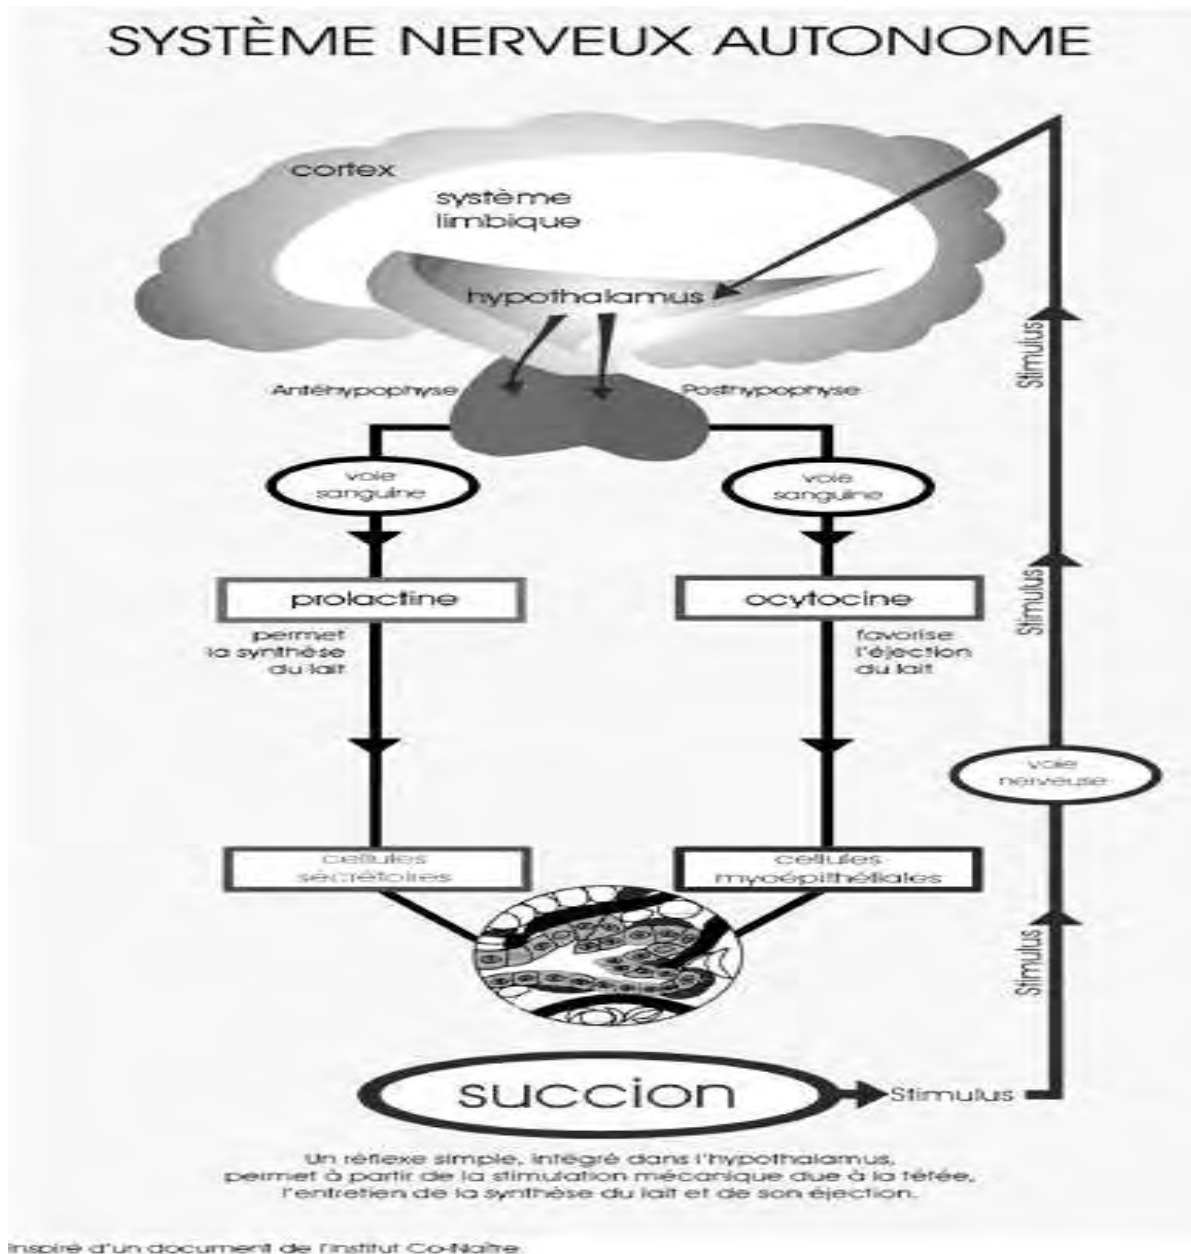 SYSTÈME NERVEUX AUTONOME
cortex
système
limbique
hypothalamus
Antéhypophyse
Posthypophyse
voie
sanguine
voie
sanguine
prolactine
ocytocine
permet
la synthèse
du lait
favorise
l'éjection
du lait
Stimulus
Stimulus
voie
nerveuse
cellules
sécrétoires
cellules
myoépithéliales
Stimulus
succion
Stimulus
Un réflexe simple, intégré dans l'hypothalamus,
permet à partir de la stimulation mécanique due à la tétée,
l'entretien de la synthèse du lait et de son éjection.
Inspiré d'un document de l'Institut Co-Naître